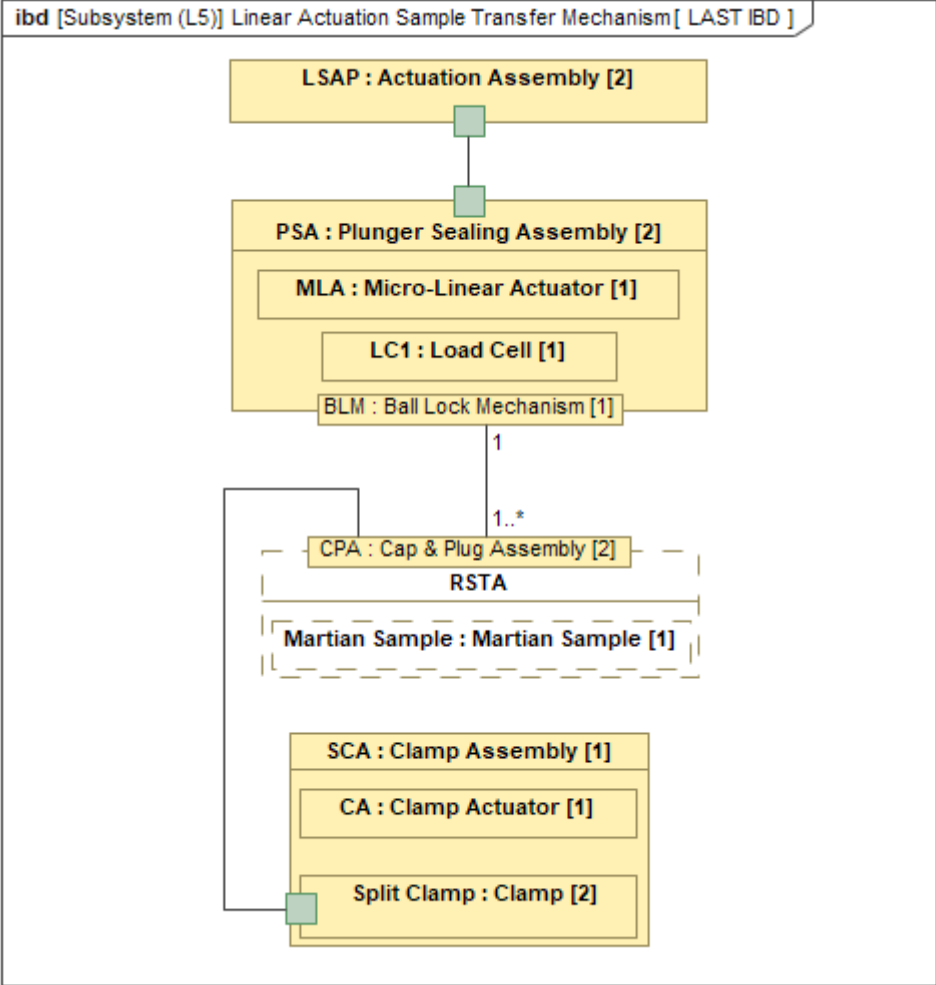 ibd [Subsystem (L5)] Linear Actuation Sample Transfer Mechanism[ LAST IBD ]
LSAP : Actuation Assembly [2]
PSA : Plunger Sealing Assembly [2]
MLA : Micro-Linear Actuator [1]
LC1 : Load Cell [1]
BLM : Ball Lock Mechanism [1]
1
1..*
CPA : Cap & Plug Assembly [2]
RSTA
Martian Sample : Martian Sample [1]
SCA : Clamp Assembly [1]
CA : Clamp Actuator [1]
Split Clamp : Clamp [2]